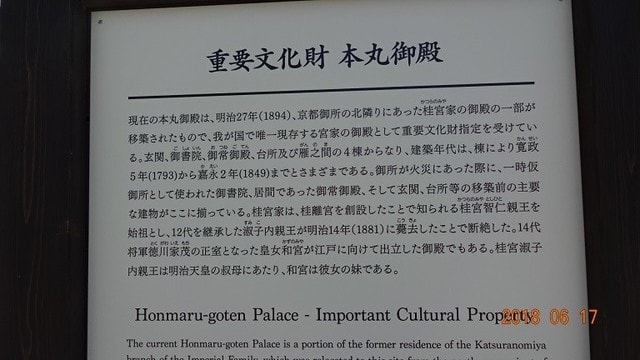 重要文化財 本丸御殿
現在の本丸御殿は、明治27年(1894)、京都御所の北隣りにあった桂宮家の御殿の一部が
移築されたもので、我が国で唯一現存する宮家の御殿として重要文化財指定を受けてい
る。玄関、御書院、御常御殿、台所及び雁之間の4棟からなり、建築年代は、棟により寛政
5年(1793)から嘉永2年(1849)までとさまざまである。御所が火災にあった際に、一時仮
御所として使われた御書院、居間であった御常御殿、そして玄関、台所等の移築前の主要
な建物がここに揃っている。桂宮家は、桂離宮を創設したことで知られる桂宮智仁親王を
始祖とし、12代を継承した淑子内親王が明治14年(1881)に薨去したことで断絶した。14代
将軍徳川家茂の正室となった皇女和宮が江戸に向けて出立した御殿でもある。桂宮淑子
内親王は明治天皇の叔母にあたり、和宮は彼女の妹である。
Honmaru-goten Palace - Important Cultural Property
2018 06 17
The current Honmaru-goten Palace is a portion of the former residence of the Katsuranomiya
branch of the Imperial Family, which was relocated to this site from the